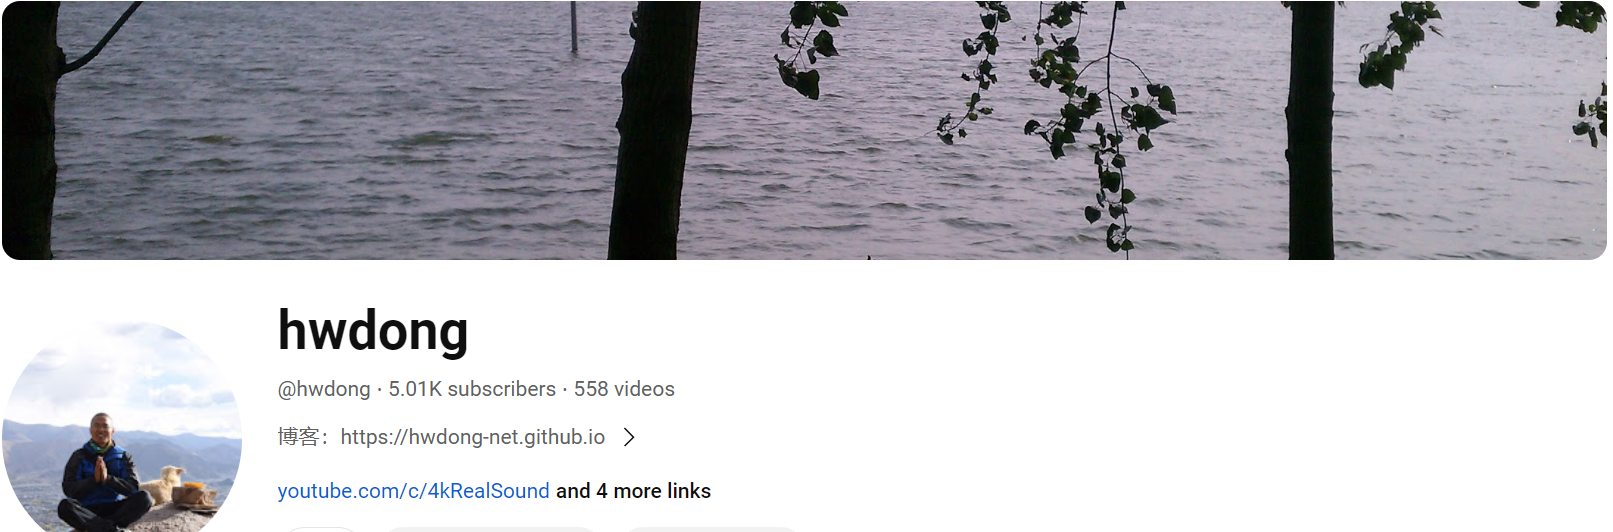 hwdong
@hwdong · 5.01K subscribers · 558 videos
博客：https://hwdong-net.github.io
youtube.com/c/4kRealSound and 4 more links